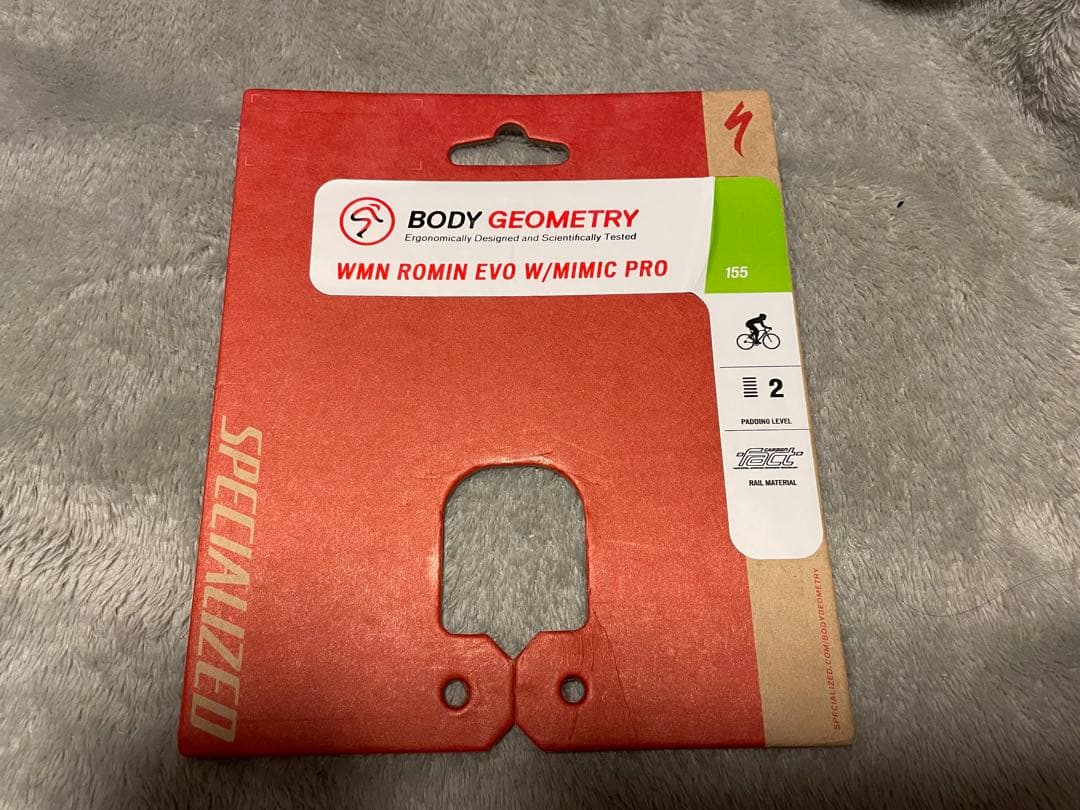 BODY GEOMETRY
Ergonomically Designed and Scientifically Tested
WMN ROMIN EVO W/MIMIC PRO
155
2
PADDING LEVEL
CARBON
fact
RAIL MATERIAL
SPECIALIZED
SPECIALIZED.COM/BODYGEOMETRY